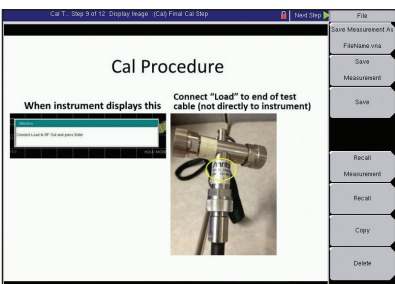 Cal T... Step 9 of 12 Display Image :(Cal) Final Cal Step
Next Step
File
Save Measurement As
FileName.vna
Save
Measurement
Save
Recall
Measurement
Recall
Copy
Delete
Cal Procedure
When instrument displays this
Connect Load to RF Out and press Enter
Connect "Load" to end of test
cable (not directly to instrument)